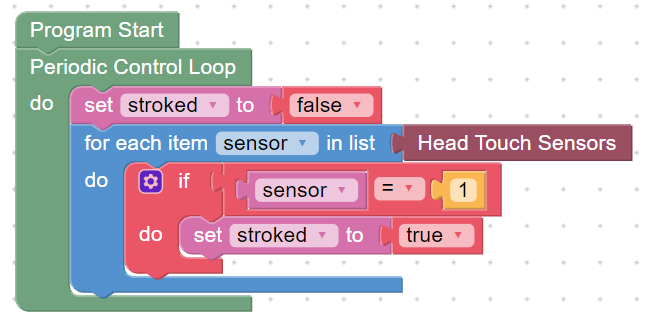 Program Start
Periodic Control Loop
do set stroked to false
for each item sensor in list Head Touch Sensors
do if sensor = 1
do set stroked to true